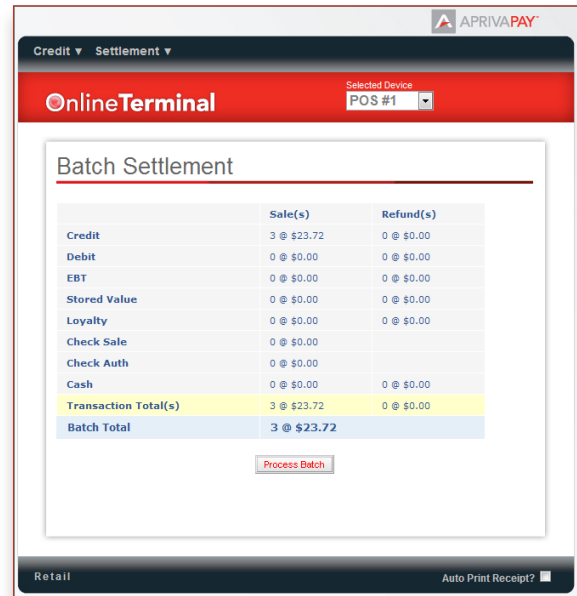 APRIVAPAY™
Credit ▼ Settlement ▼
Selected Device
OnlineTerminal POS #1
Batch Settlement
Sale(s) Refund(s)
Credit 3 @ $23.72 0 @ $0.00
Debit 0 @ $0.00 0 @ $0.00
EBT 0 @ $0.00 0 @ $0.00
Stored Value 0 @ $0.00 0 @ $0.00
Loyalty 0 @ $0.00 0 @ $0.00
Check Sale 0 @ $0.00
Check Auth 0 @ $0.00
Cash 0 @ $0.00 0 @ $0.00
Transaction Total(s) 3 @ $23.72 0 @ $0.00
Batch Total 3 @ $23.72
Process Batch
Retail Auto Print Receipt?